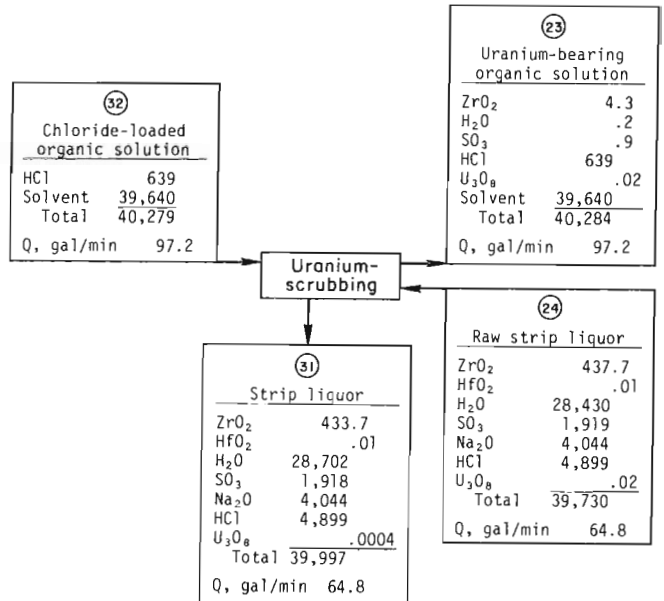 32
Chloride-loaded
organic solution
HCl 639
Solvent 39,640
Total 40,279
Q, gal/min 97.2
23
Uranium-bearing
organic solution
ZrO₂ 4.3
H₂O .2
SO₃ .9
HCl 639
U₃O₈ .02
Solvent 39,640
Total 40,284
Q, gal/min 97.2
Uranium-
scrubbing
31
Strip liquor
ZrO₂ 433.7
HfO₂ .01
H₂O 28,702
SO₃ 1,918
Na₂O 4,044
HCl 4,899
U₃O₈ .0004
Total 39,997
Q, gal/min 64.8
24
Raw strip liquor
ZrO₂ 437.7
HfO₂ .01
H₂O 28,430
SO₃ 1,919
Na₂O 4,044
HCl 4,899
U₃O₈ .02
Total 39,730
Q, gal/min 64.8